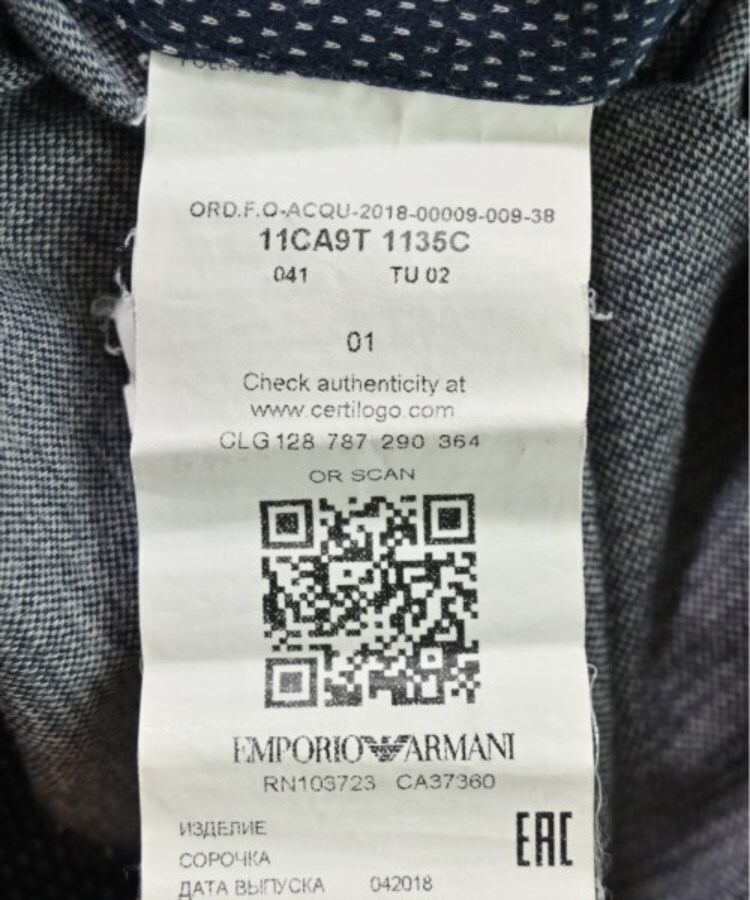 ORD.F.O-ACQU-2018-00009-009-38
11CA9T 1135C
041 TU 02
01
Check authenticity at
www.certilogo.com
CLG 128 787 290 364
OR SCAN
EMPORIO ARMANI
RN103723 CA37360
ИЗДЕЛИЕ
EAC
СОРОЧКА
ДАТА ВЫПУСКА 042018